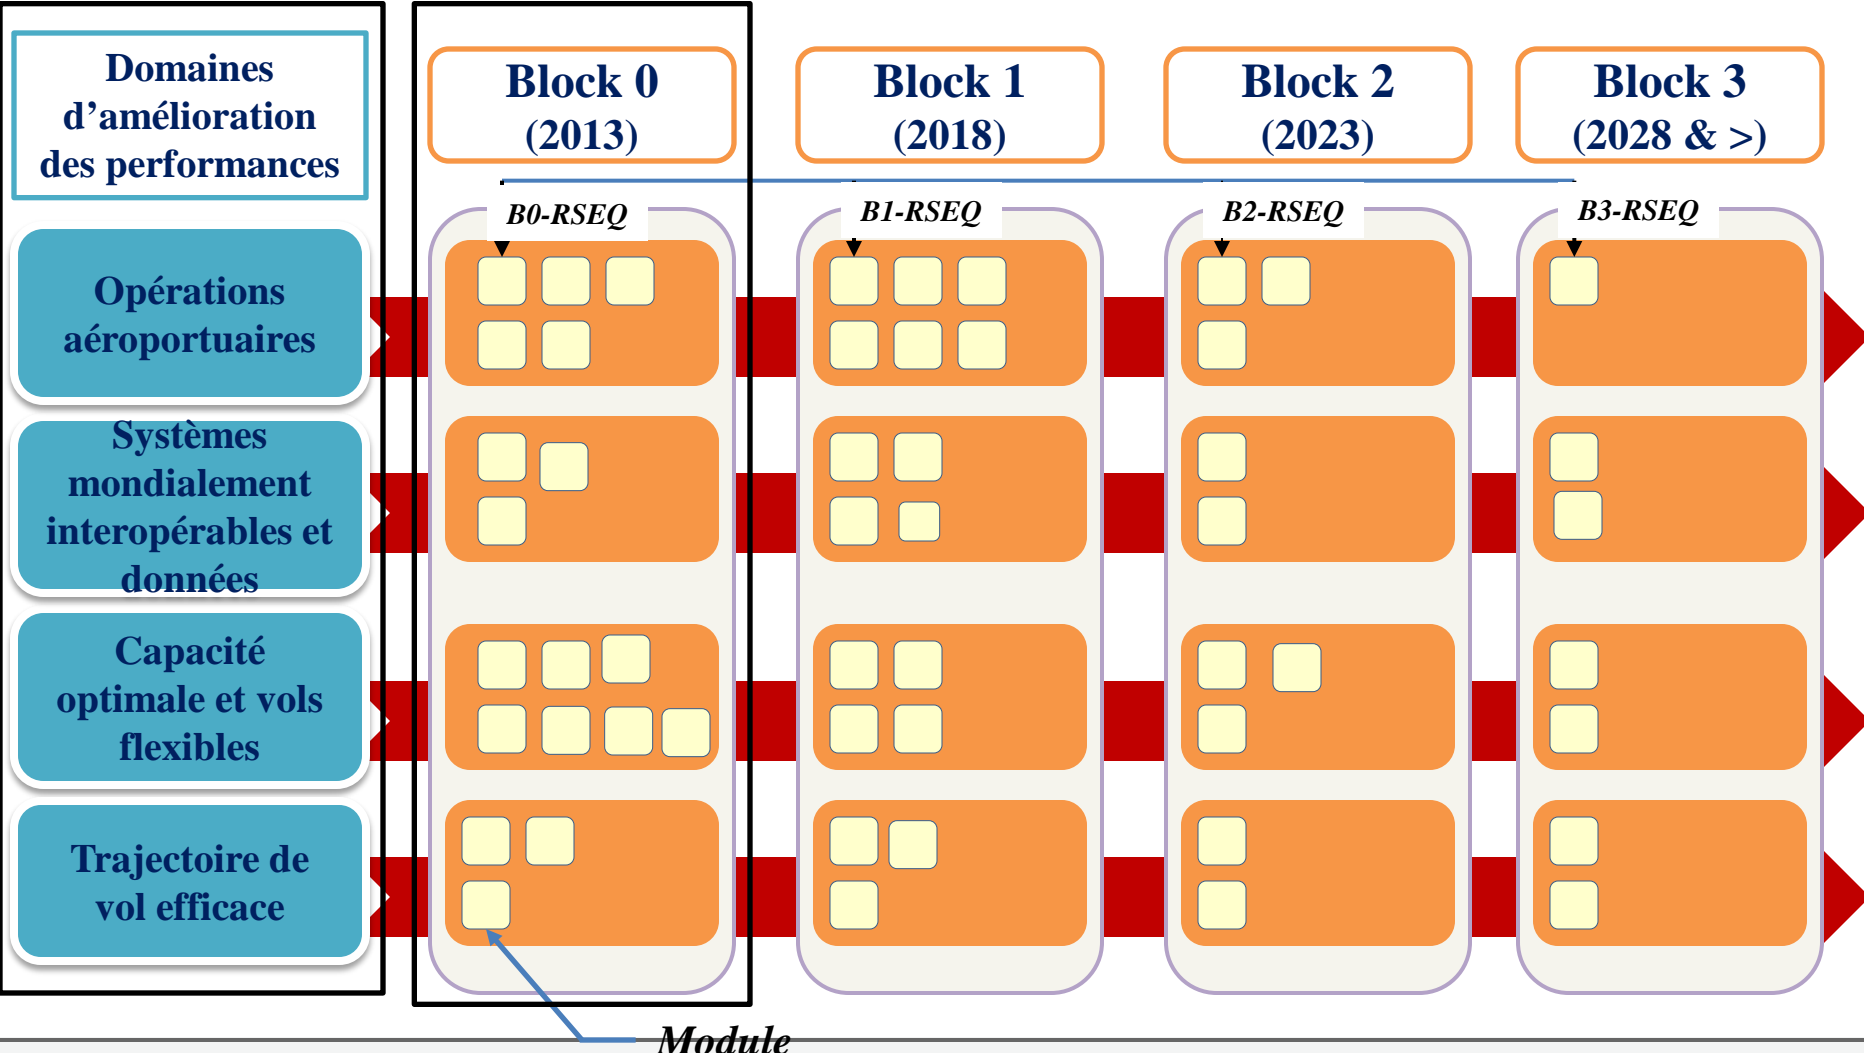 Domaines
d’amélioration
des performances
Block 0
(2013)
Block 1
(2018)
Block 2
(2023)
Block 3
(2028 & >)
B0-RSEQ
B1-RSEQ
B2-RSEQ
B3-RSEQ
Opérations
aéroportuaires
Systèmes
mondialement
interopérables et
données
Capacité
optimale et vols
flexibles
Trajectoire de
vol efficace
Module